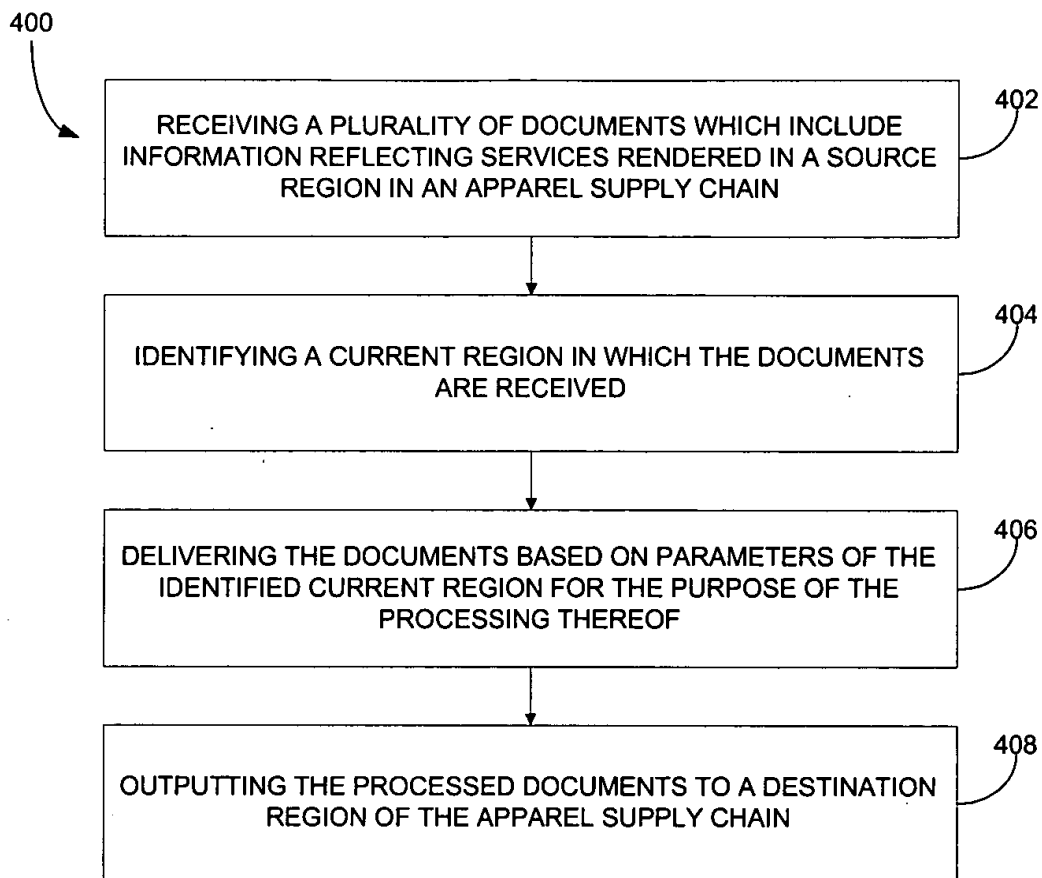 400
402
RECEIVING A PLURALITY OF DOCUMENTS WHICH INCLUDE
INFORMATION REFLECTING SERVICES RENDERED IN A SOURCE
REGION IN AN APPAREL SUPPLY CHAIN
404
IDENTIFYING A CURRENT REGION IN WHICH THE DOCUMENTS
ARE RECEIVED
406
DELIVERING THE DOCUMENTS BASED ON PARAMETERS OF THE
IDENTIFIED CURRENT REGION FOR THE PURPOSE OF THE
PROCESSING THEREOF
408
OUTPUTTING THE PROCESSED DOCUMENTS TO A DESTINATION
REGION OF THE APPAREL SUPPLY CHAIN